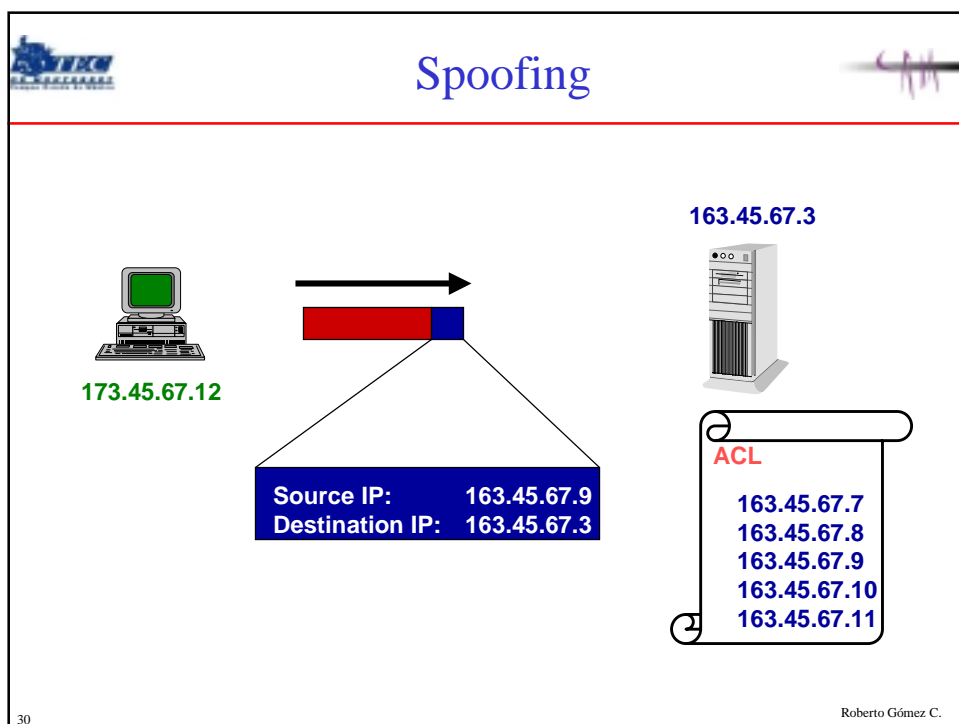 TEC
Spoofing
163.45.67.3
173.45.67.12
Source IP: 163.45.67.9
Destination IP: 163.45.67.3
ACL
163.45.67.7
163.45.67.8
163.45.67.9
163.45.67.10
163.45.67.11
30
Roberto Gómez C.